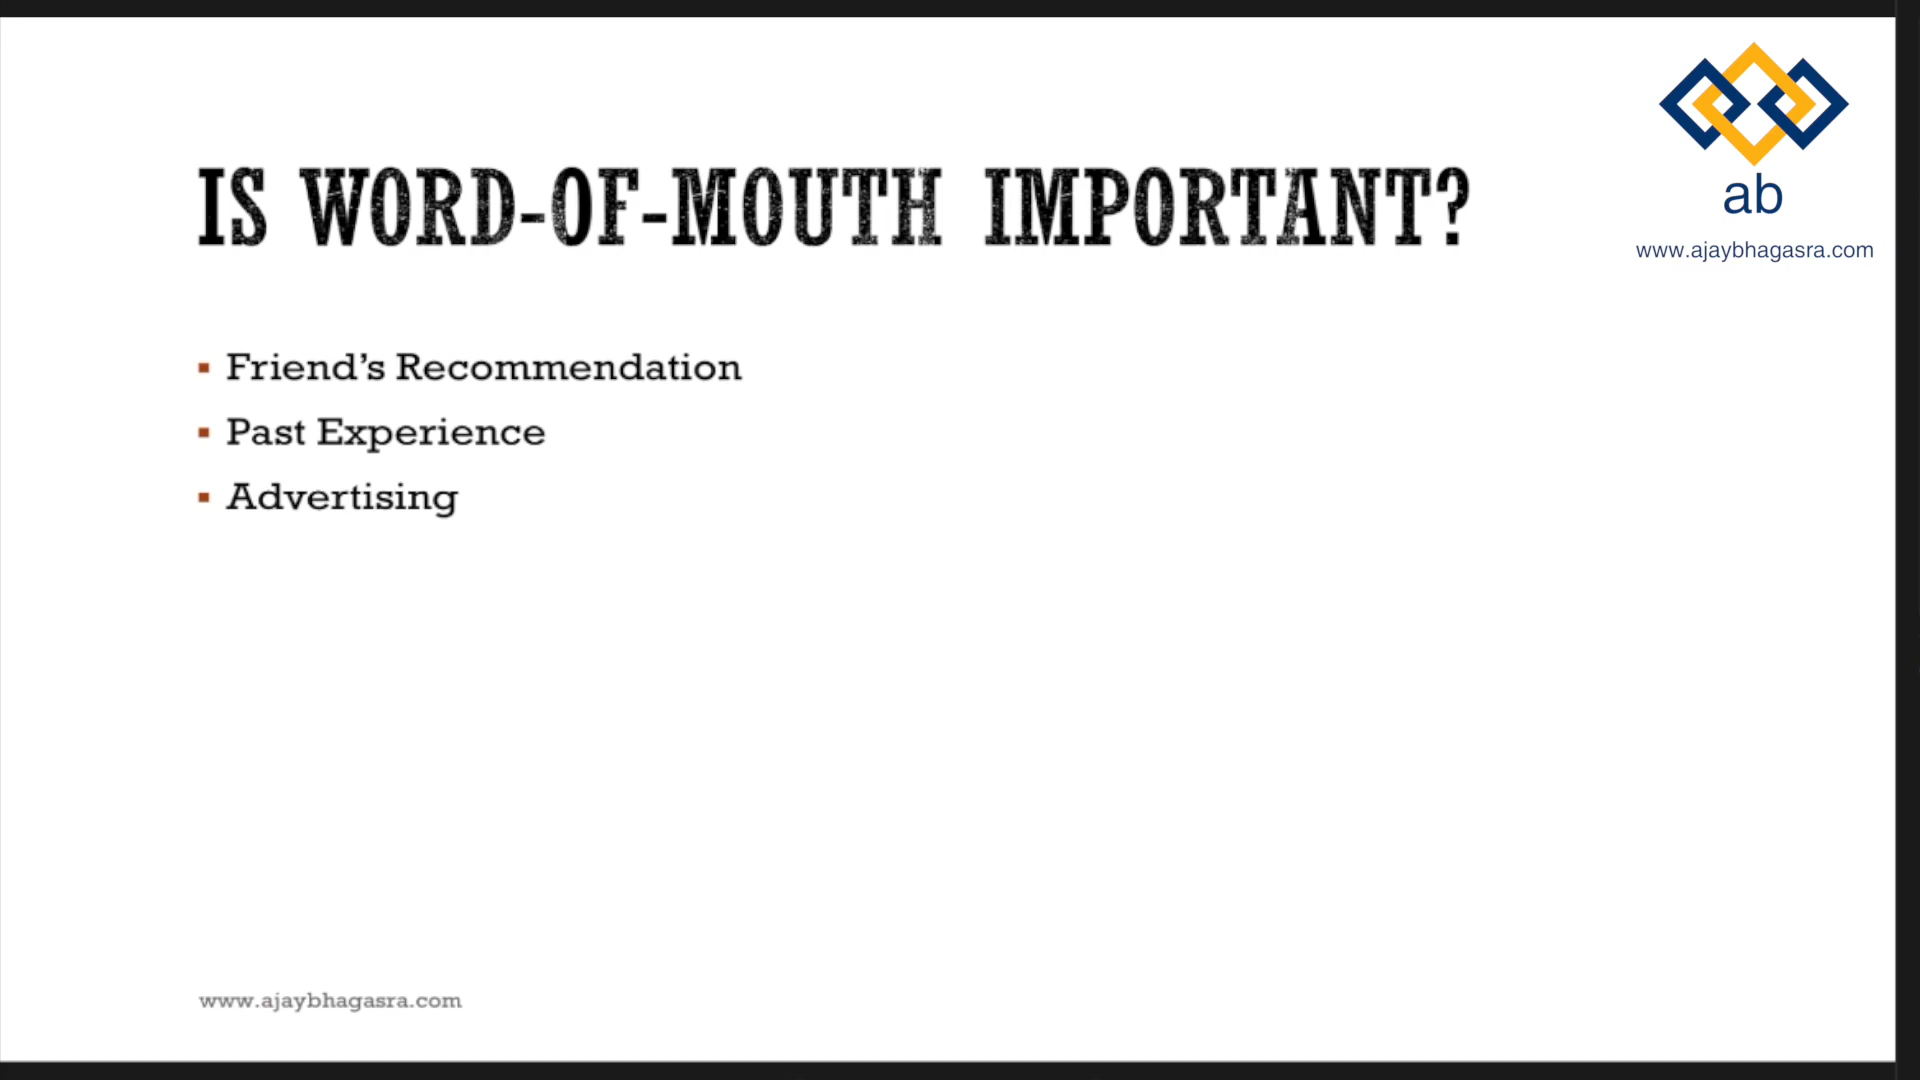 ab
www.ajaybhagasra.com
IS WORD-OF-MOUTH IMPORTANT?
Friend’s Recommendation
Past Experience
Advertising
www.ajaybhagasra.com